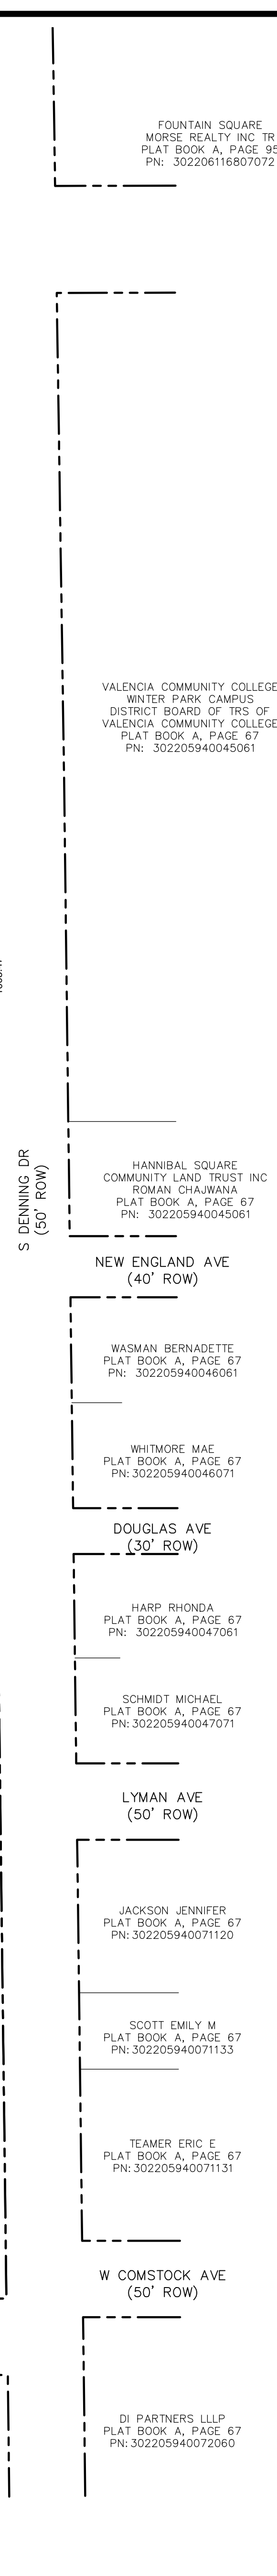 FOUNTAIN SQUARE
MORSE REALTY INC TR
PLAT BOOK A, PAGE 95
PN: 302206116807072
VALENCIA COMMUNITY COLLEGE
WINTER PARK CAMPUS
DISTRICT BOARD OF TRS OF
VALENCIA COMMUNITY COLLEGE
PLAT BOOK A, PAGE 67
PN: 302205940045061
S DENNING DR
(50' ROW)
HANNIBAL SQUARE
COMMUNITY LAND TRUST INC
ROMAN CHAJWANA
PLAT BOOK A, PAGE 67
PN: 302205940045061
NEW ENGLAND AVE
(40' ROW)
WASMAN BERNADETTE
PLAT BOOK A, PAGE 67
PN: 302205940046061
WHITMORE MAE
PLAT BOOK A, PAGE 67
PN: 302205940046071
DOUGLAS AVE
(30' ROW)
HARP RHONDA
PLAT BOOK A, PAGE 67
PN: 302205940047061
SCHMIDT MICHAEL
PLAT BOOK A, PAGE 67
PN: 302205940047071
LYMAN AVE
(50' ROW)
JACKSON JENNIFER
PLAT BOOK A, PAGE 67
PN: 302205940071120
SCOTT EMILY M
PLAT BOOK A, PAGE 67
PN: 302205940071133
TEAMER ERIC E
PLAT BOOK A, PAGE 67
PN: 302205940071131
W COMSTOCK AVE
(50' ROW)
DI PARTNERS LLLP
PLAT BOOK A, PAGE 67
PN: 302205940072060